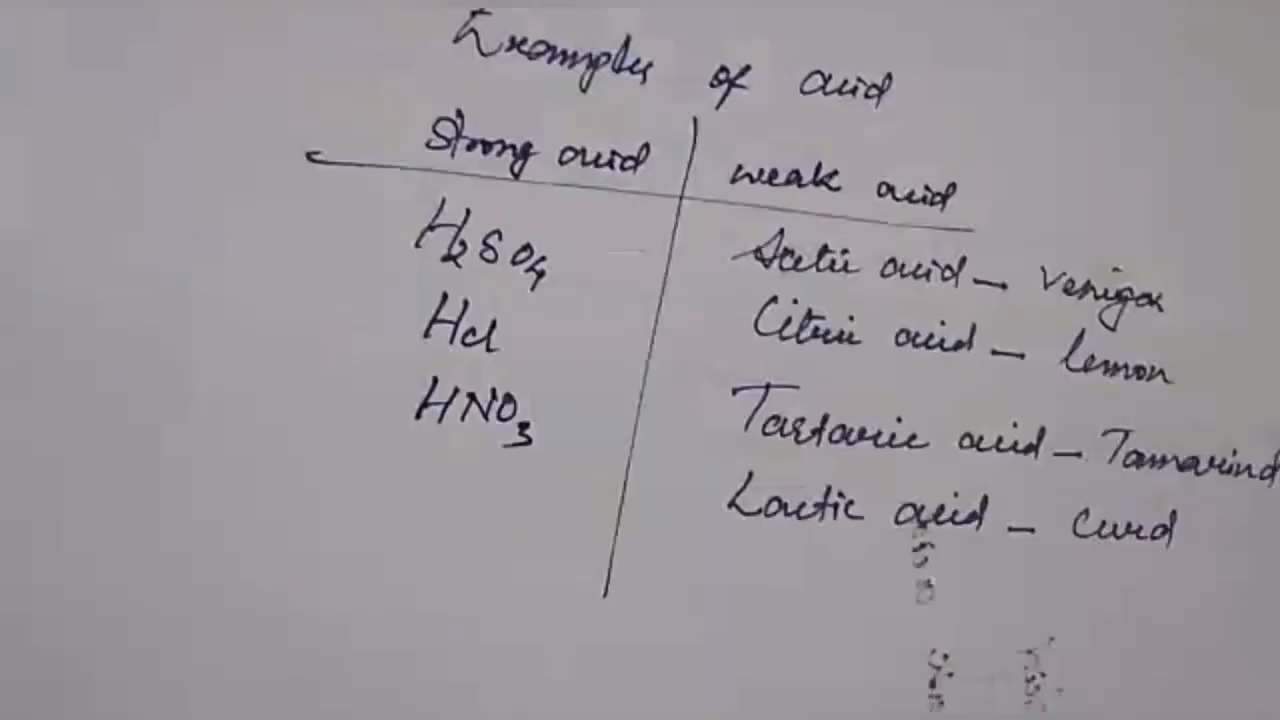 Examples of acid
Strong acid weak acid
H₂SO₄ Acetic acid – Venigar
Hcl Citric acid – lemon
HNO₃ Tartaric acid – Tamarind
Lactic acid – Curd